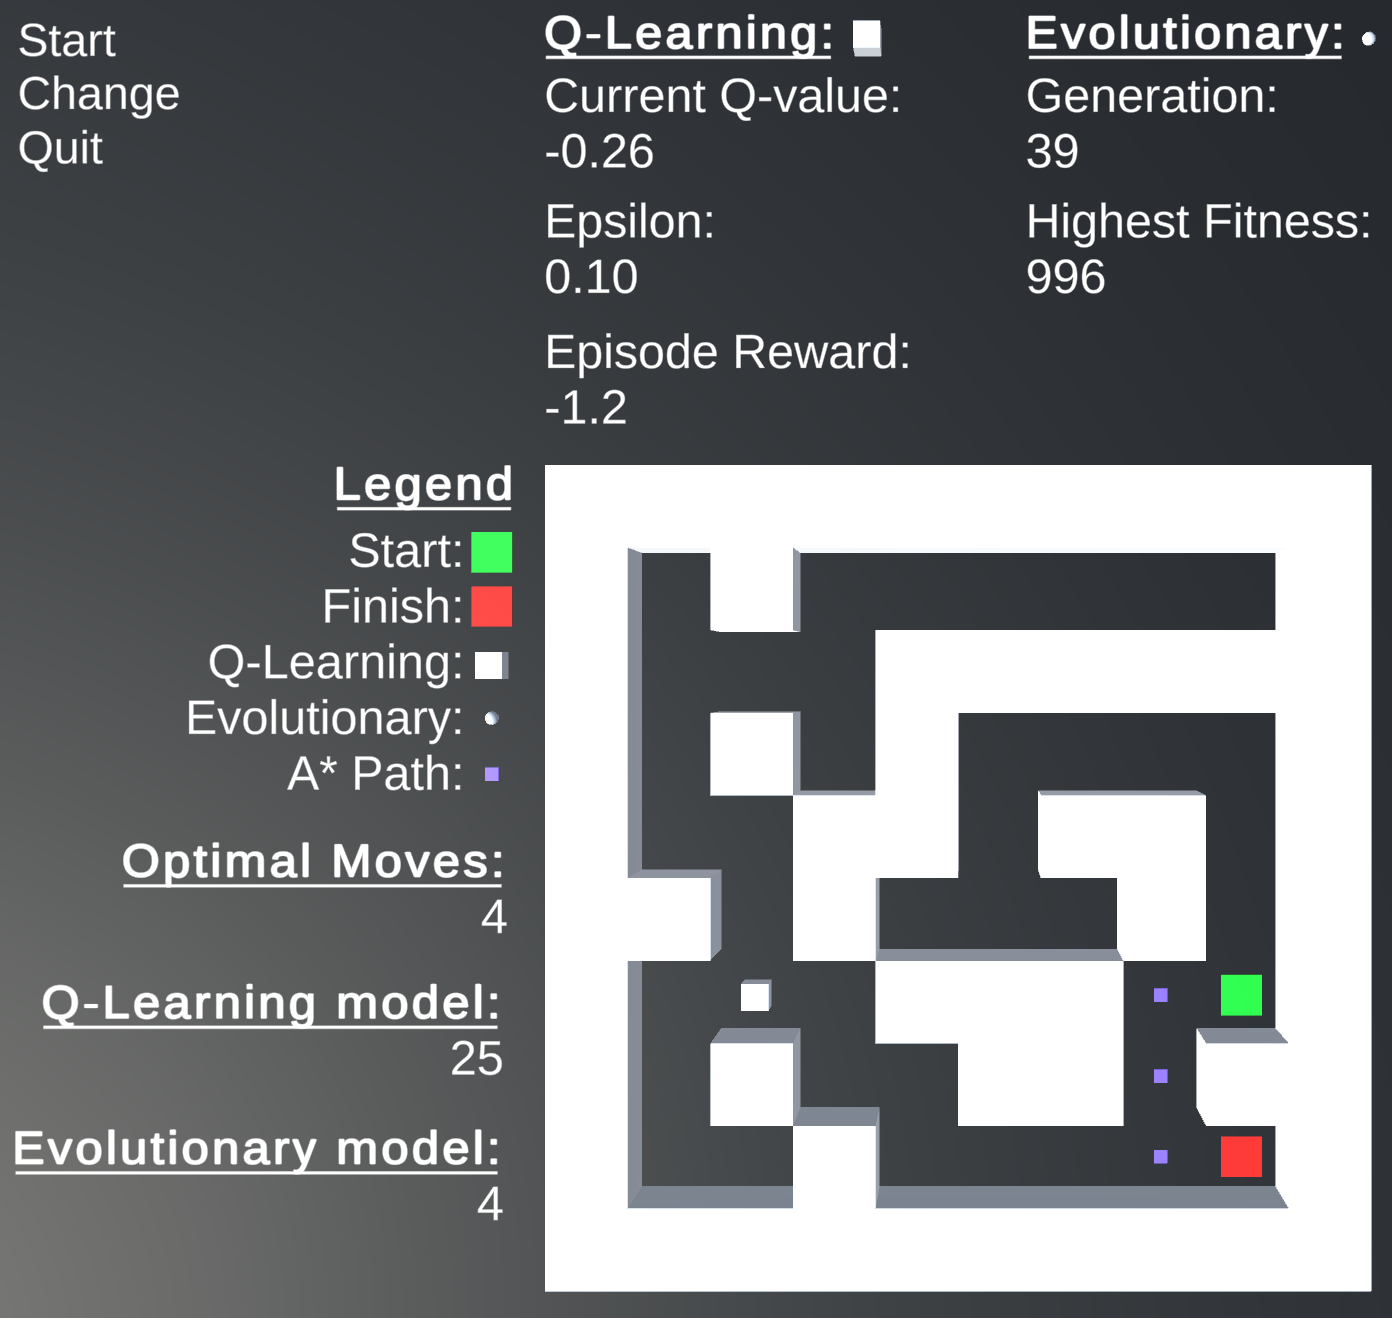 Start
Change
Quit
Q-Learning:
Current Q-value:
-0.26
Epsilon:
0.10
Episode Reward:
-1.2
Evolutionary:
Generation:
39
Highest Fitness:
996
Legend
Start:
Finish:
Q-Learning:
Evolutionary:
A* Path:
Optimal Moves:
4
Q-Learning model:
25
Evolutionary model:
4